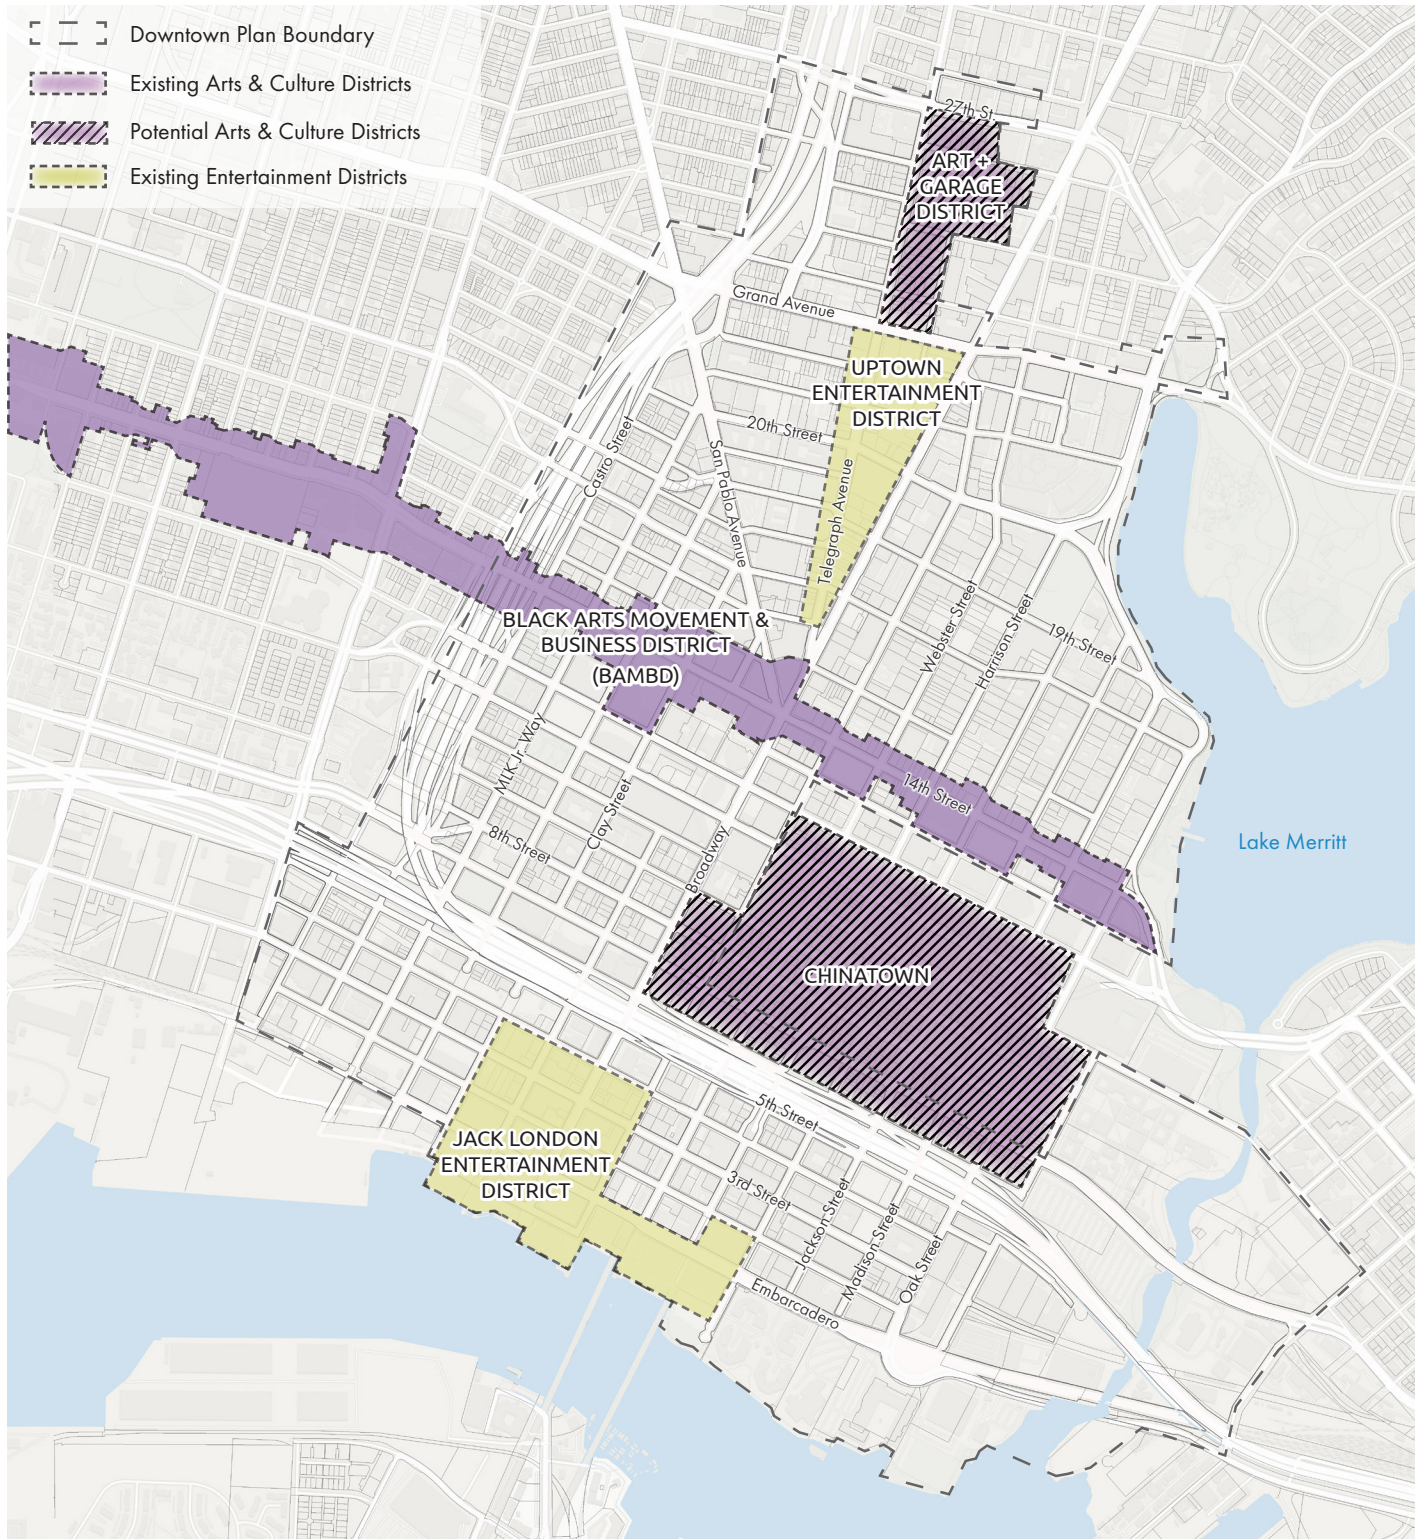 Downtown Plan Boundary
Existing Arts & Culture Districts
Potential Arts & Culture Districts
Existing Entertainment Districts
27th St
ART +
GARAGE
DISTRICT
Grand Avenue
UPTOWN
ENTERTAINMENT
DISTRICT
20th Street
Castro Street
San Pablo Avenue
Telegraph Avenue
Webster Street
Harrison Street
19th Street
BLACK ARTS MOVEMENT &
BUSINESS DISTRICT
(BAMBD)
MLK Jr. Way
Clay Street
8th Street
Broadway
14th Street
Lake Merritt
CHINATOWN
5th Street
JACK LONDON
ENTERTAINMENT
DISTRICT
3rd Street
Jackson Street
Madison Street
Oak Street
Embarcadero